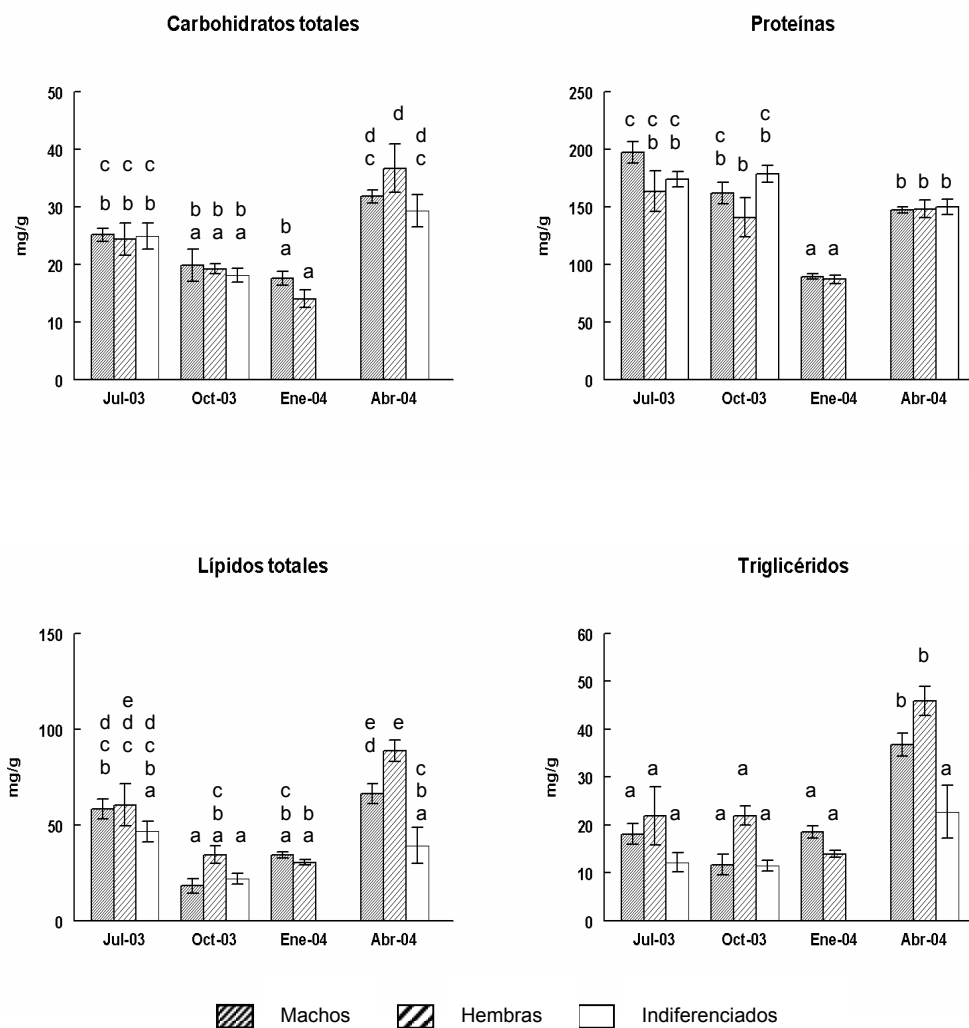 Carbohidratos totales
50
40
30
20
10
0
mg/g
c c c
b b b
b b b
a a a
b
a a
d d d
c c
Jul-03 Oct-03 Ene-04 Abr-04
Proteínas
250
200
150
100
50
0
mg/g
c c c
b b
c c
b b b
a a
b b b
Jul-03 Oct-03 Ene-04 Abr-04
Lípidos totales
150
100
50
0
mg/g
e
d d d
c c c
b b
a
c
b
a a a
c
b b
a a
e e
d
c
b
a
Jul-03 Oct-03 Ene-04 Abr-04
Triglicéridos
60
50
40
30
20
10
0
mg/g
a a a
a a a
a a
b b a
Jul-03 Oct-03 Ene-04 Abr-04
Machos Hembras Indiferenciados